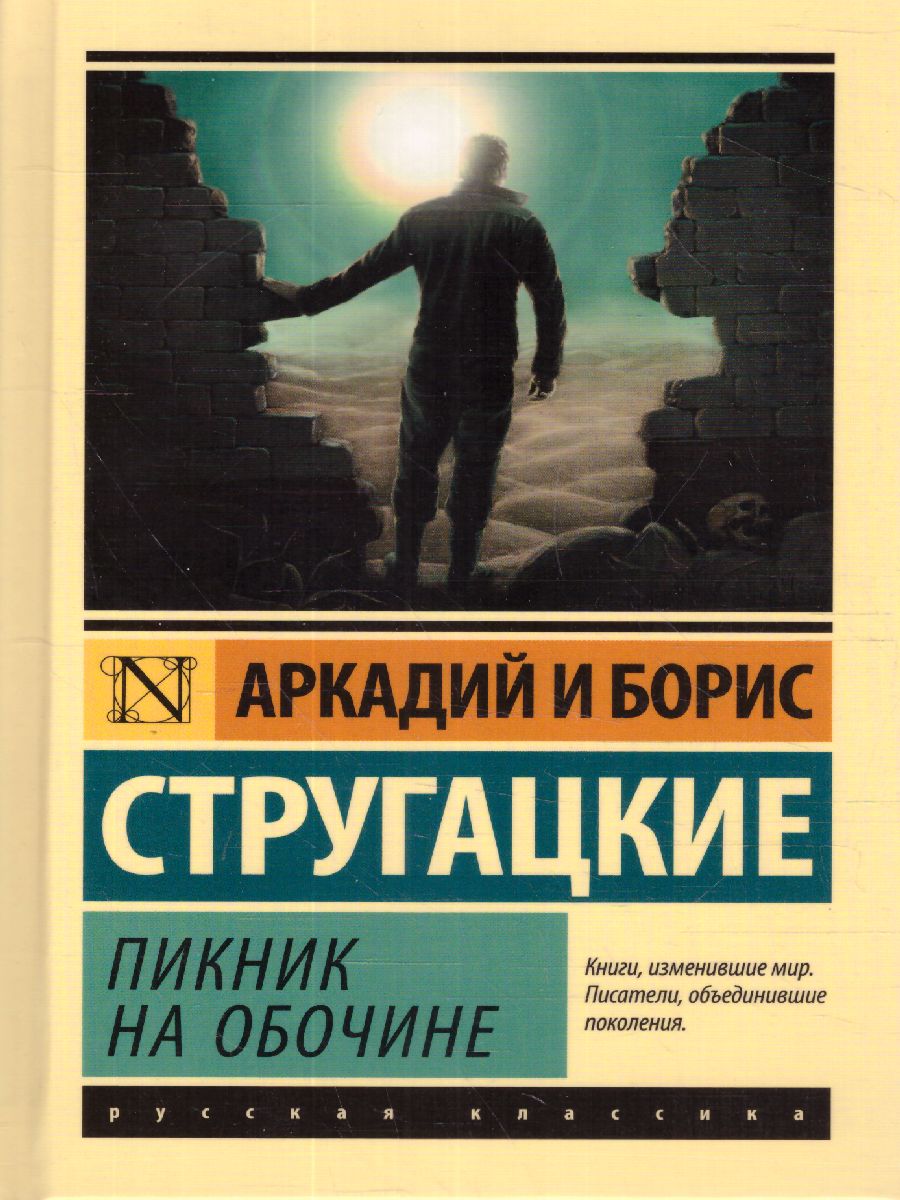 N
АРКАДИЙ И БОРИС
СТРУГАЦКИЕ
ПИКНИК
НА ОБОЧИНЕ
Книги, изменившие мир.
Писатели, объединившие
поколения.
русская классика